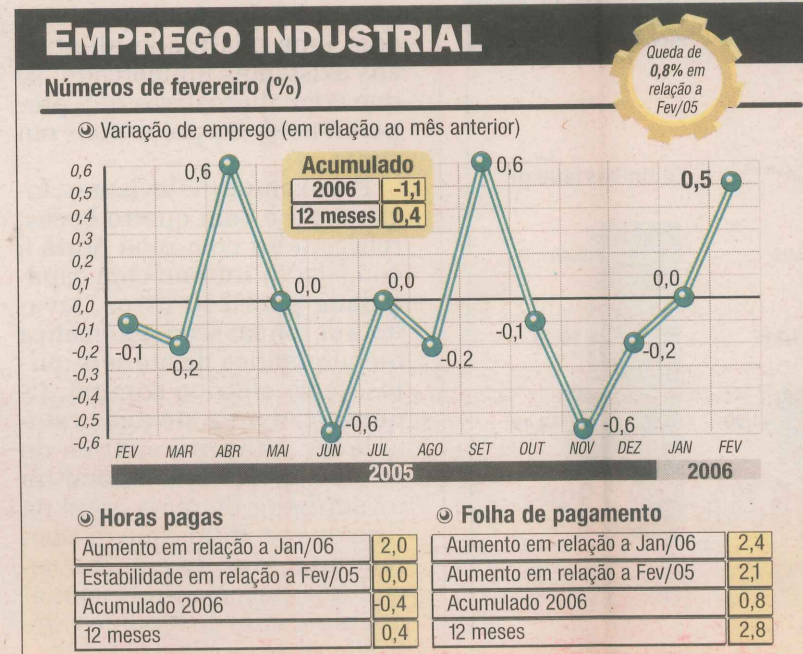 EMPREGO INDUSTRIAL
Queda de
0,8% em
relação a
Fev/05
Números de fevereiro (%)
Variação de emprego (em relação ao mês anterior)
Acumulado
2006 -1,1
12 meses 0,4
0,6
0,5
0,4
0,3
0,2
0,1
0,0
-0,1
-0,2
-0,3
-0,4
-0,5
-0,6
-0,1
-0,2
0,6
0,0
-0,6
0,0
-0,2
0,6
-0,1
-0,6
-0,2
0,0
0,5
FEV MAR ABR MAI JUN JUL AGO SET OUT NOV DEZ JAN FEV
2005 2006
Horas pagas
Aumento em relação a Jan/06 2,0
Estabilidade em relação a Fev/05 0,0
Acumulado 2006 -0,4
12 meses 0,4
Folha de pagamento
Aumento em relação a Jan/06 2,4
Aumento em relação a Fev/05 2,1
Acumulado 2006 0,8
12 meses 2,8